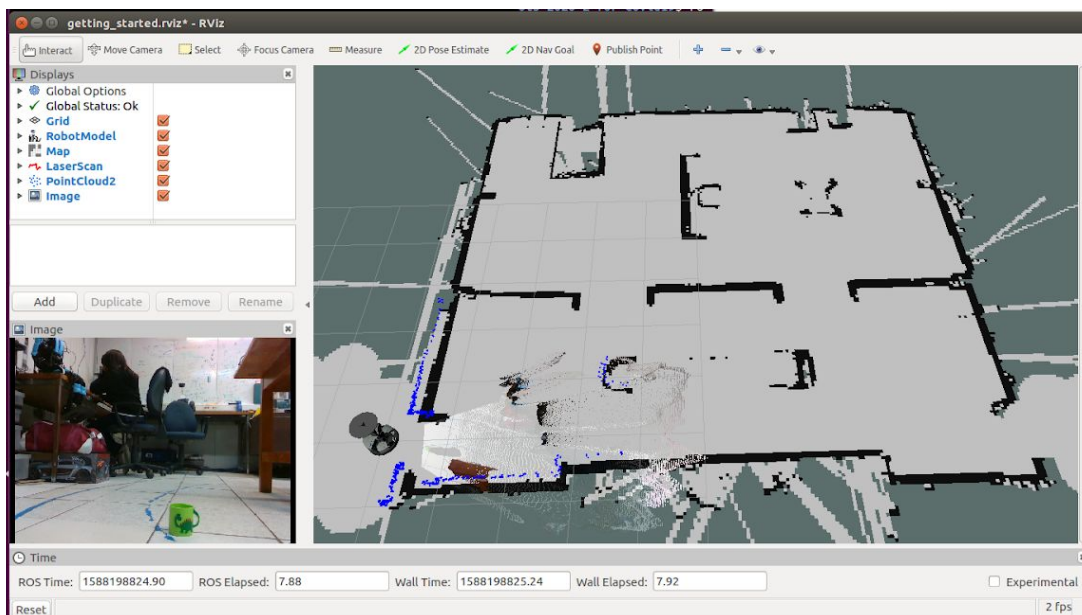 getting_started.rviz* - RViz
Interact Move Camera Select Focus Camera Measure 2D Pose Estimate 2D Nav Goal Publish Point
Displays
Global Options
Global Status: Ok
Grid
RobotModel
Map
LaserScan
PointCloud2
Image
Add Duplicate Remove Rename
Image
Time
ROS Time: 1588198824.90 ROS Elapsed: 7.88 Wall Time: 1588198825.24 Wall Elapsed: 7.92 Experimental
Reset 2 fps